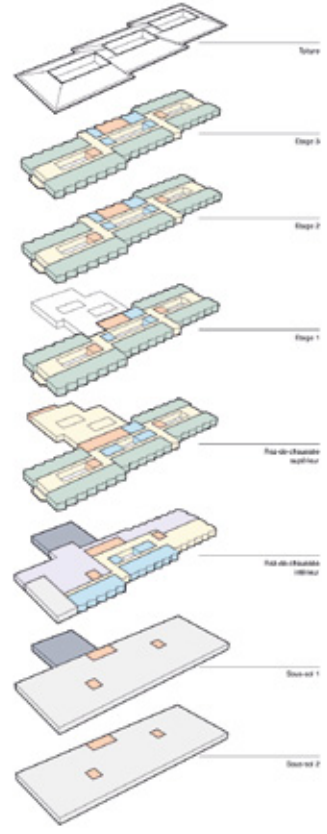 Toiture
Etage 3
Etage 2
Etage 1
Rez-de-chaussée
supérieur
Rez-de-chaussée
inférieur
Sous-sol 1
Sous-sol 2